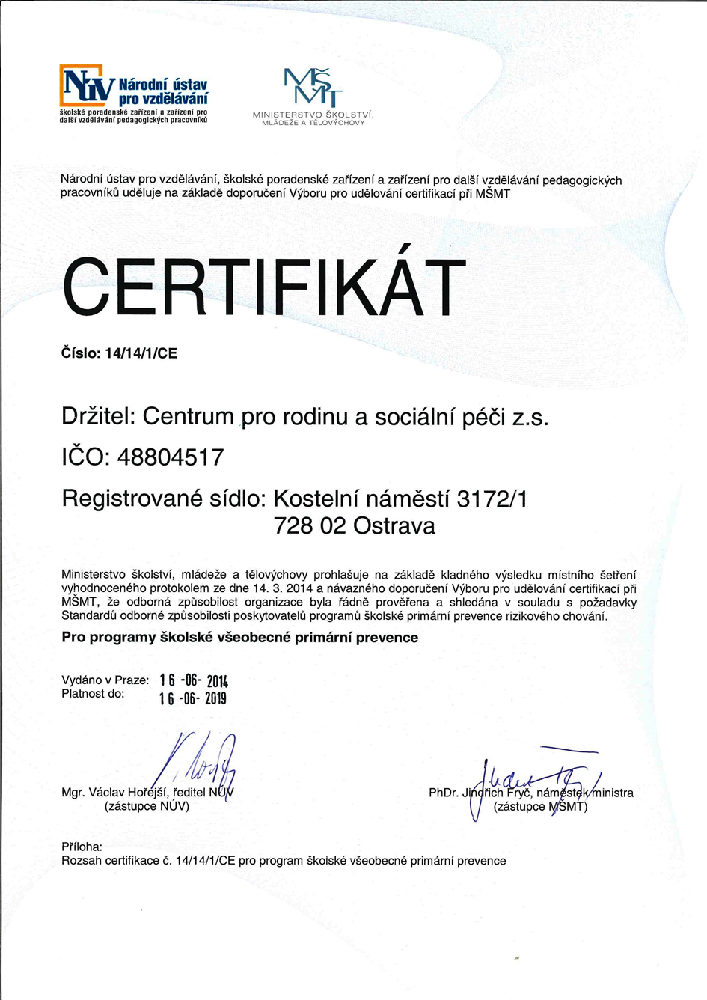 NÚV Národní ústav
pro vzdělávání
školské poradenské zařízení a zařízení pro
další vzdělávání pedagogických pracovníků
MŠMT
MINISTERSTVO ŠKOLSTVÍ,
MLÁDEŽE A TĚLOVÝCHOVY
Národní ústav pro vzdělávání, školské poradenské zařízení a zařízení pro další vzdělávání pedagogických
pracovníků uděluje na základě doporučení Výboru pro udělování certifikací při MŠMT
CERTIFIKÁT
Číslo: 14/14/1/CE
Držitel: Centrum pro rodinu a sociální péči z.s.
IČO: 48804517
Registrované sídlo: Kostelní náměstí 3172/1
728 02 Ostrava
Ministerstvo školství, mládeže a tělovýchovy prohlašuje na základě kladného výsledku místního šetření
vyhodnoceného protokolem ze dne 14. 3. 2014 a návazného doporučení Výboru pro udělování certifikací při
MŠMT, že odborná způsobilost organizace byla řádně prověřena a shledána v souladu s požadavky
Standardů odborné způsobilosti poskytovatelů programů školské primární prevence rizikového chování.
Pro programy školské všeobecné primární prevence
Vydáno v Praze: 16 -06- 2014
Platnost do: 16 -06- 2019
Mgr. Václav Hořejší, ředitel NÚV
(zástupce NÚV)
PhDr. Jindřich Fryč, náměstek ministra
(zástupce MŠMT)
Příloha:
Rozsah certifikace č. 14/14/1/CE pro program školské všeobecné primární prevence